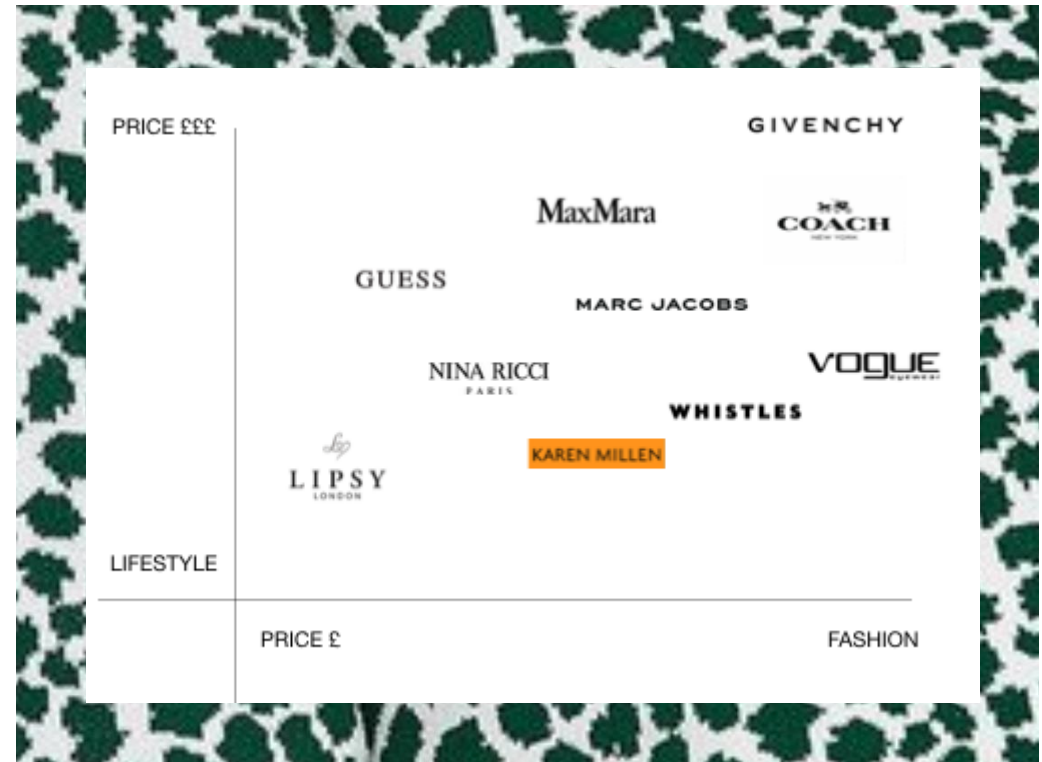 PRICE £££
GIVENCHY
MaxMara
COACH
NEW YORK
GUESS
MARC JACOBS
VOGUE
eyewear
NINA RICCI
PARIS
WHISTLES
KAREN MILLEN
LIPSY
LONDON
LIFESTYLE
PRICE £
FASHION